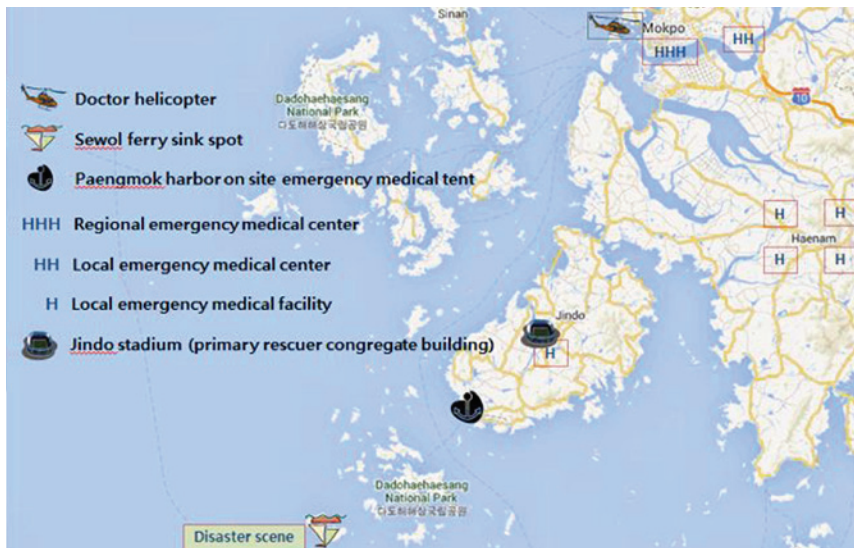 Sinan
Mokpo
HHH
HH
10
Doctor helicopter
Dadohaehaesang
National Park
다도해해상국립공원
Sewol ferry sink spot
Paengmok harbor on site emergency medical tent
HHH Regional emergency medical center
HH Local emergency medical center
H Local emergency medical facility
Jindo stadium (primary rescuer congregate building)
H
H
Haenam
H
H
Jindo
H
Dadohaehaesang
National Park
다도해해상국립공원
Disaster scene